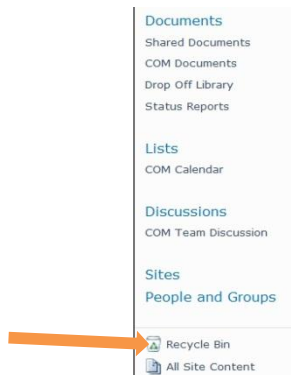 Documents
Shared Documents
COM Documents
Drop Off Library
Status Reports
Lists
COM Calendar
Discussions
COM Team Discussion
Sites
People and Groups
Recycle Bin
All Site Content